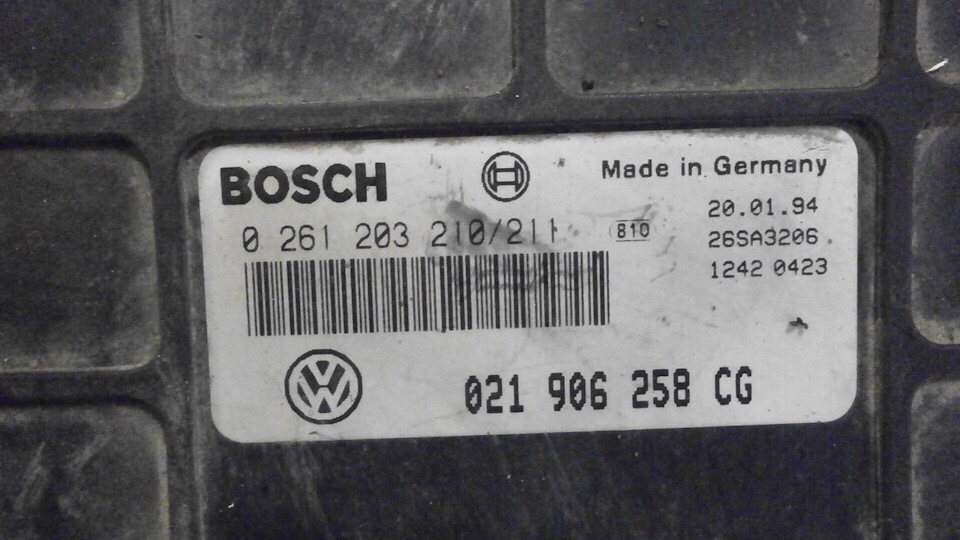 BOSCH
Made in Germany
0 261 203 210/211
810
20.01.94
26SA3206
1242 0423
021 906 258 CG